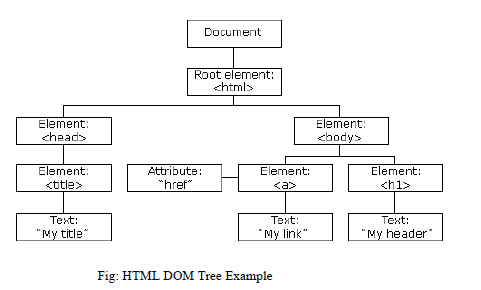 Document
Root element:
<html>
Element:
<head>
Element:
<body>
Element:
<title>
Attribute:
"href"
Element:
<a>
Element:
<h1>
Text:
"My title"
Text:
"My link"
Text:
"My header"
Fig: HTML DOM Tree Example